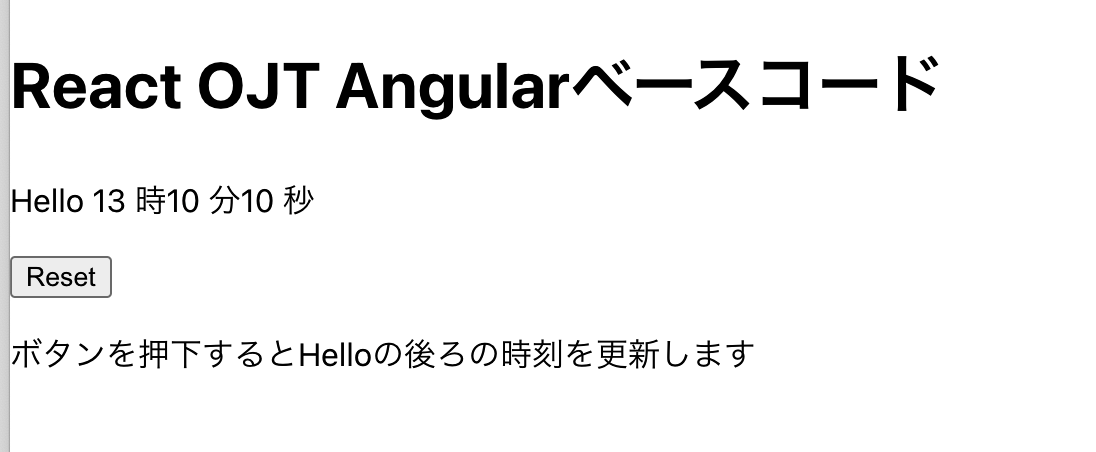 React OJT Angularベースコード
Hello 13 時10 分10 秒
Reset
ボタンを押下するとHelloの後ろの時刻を更新します